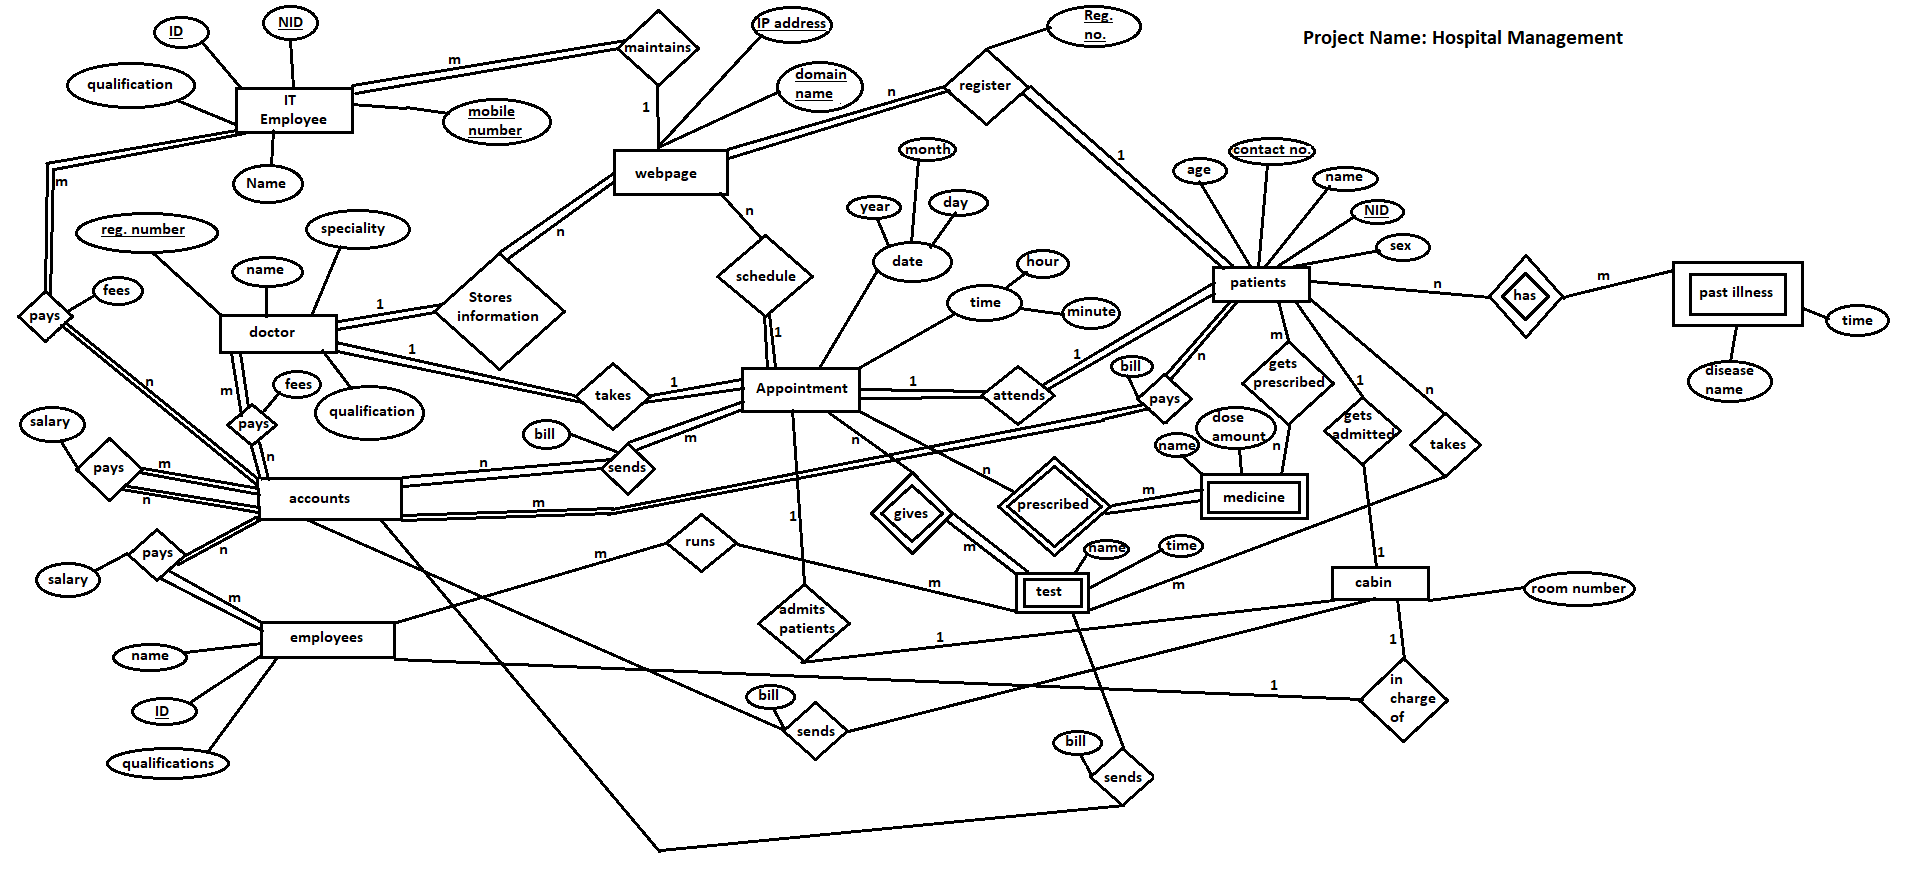 Project Name: Hospital Management
ID
NID
qualification
IT
Employee
mobile
number
Name
m
maintains
1
IP address
domain
name
webpage
n
register
Reg.
no.
1
m
reg. number
speciality
name
doctor
qualification
1
Stores
information
n
n
schedule
1
month
year
day
date
hour
time
minute
age
contact no.
name
NID
sex
patients
n
has
m
past illness
time
disease
name
fees
pays
n
m
fees
pays
n
1
takes
1
Appointment
1
attends
1
bill
pays
n
m
gets
prescribed
n
1
gets
admitted
n
takes
salary
pays
m
n
accounts
bill
sends
n
m
m
n
gives
m
n
prescribed
m
name
dose
amount
medicine
salary
pays
n
m
employees
name
ID
qualifications
m
runs
m
name
time
test
m
1
admits
patients
1
1
cabin
room number
1
in
charge
of
1
bill
sends
bill
sends